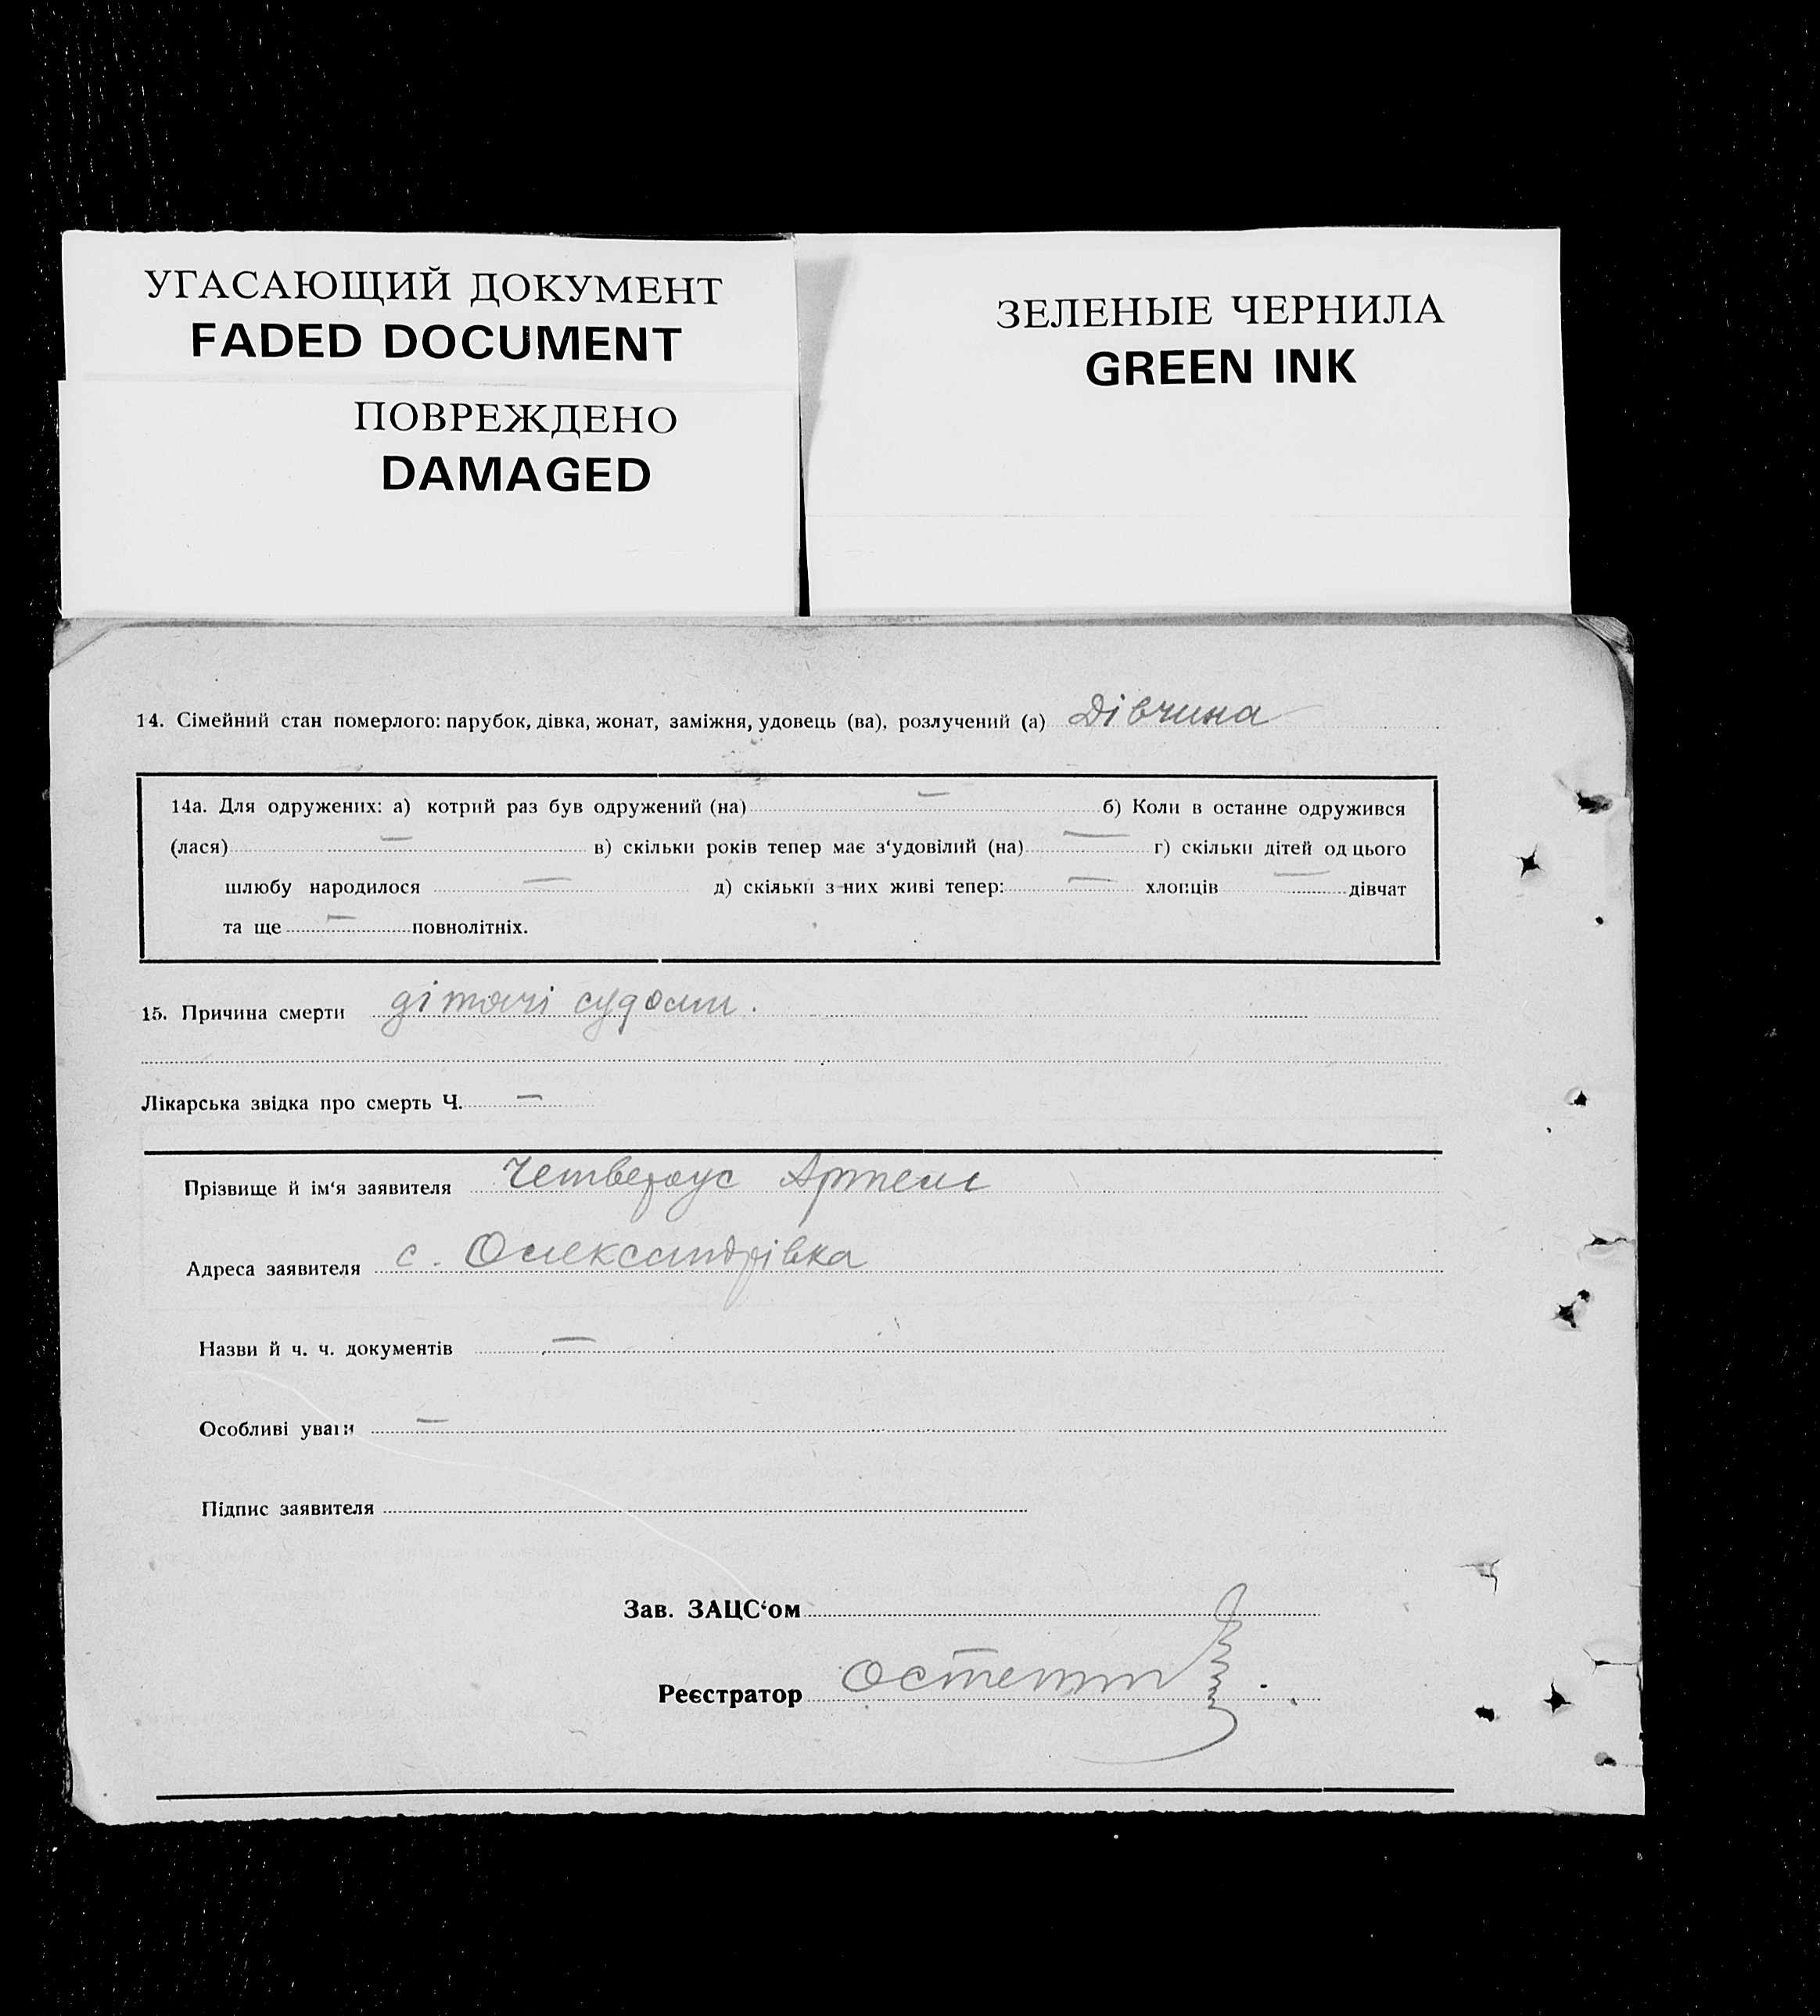 УГАСАЮЩИЙ ДОКУМЕНТ
FADED DOCUMENT
ПОВРЕЖДЕНО
DAMAGED
ЗЕЛЕНЫЕ ЧЕРНИЛА
GREEN INK
14. Сімейний стан померлого: парубок, дівка, жонат, заміжня, удовець (ва), розлучений (а) Дівчина
14а. Для одружених: а) котрий раз був одружений (на) — б) Коли в останне одружився
(лася) — в) скільки років тепер має з‘удовілий (на) — г) скільки дітей од цього
шлюбу народилося — д) скільки з них живі тепер: — хлопців — дівчат
та ще — повнолітніх.
15. Причина смерти дітячі судоми.
Лікарська звідка про смерть Ч. —
Прізвище й ім‘я заявителя Четвероус Артем
Адреса заявителя с. Олександрівка
Назви й ч. ч. документів —
Особливі уваги —
Підпис заявителя
Зав. ЗАЦС‘ом
Реєстратор